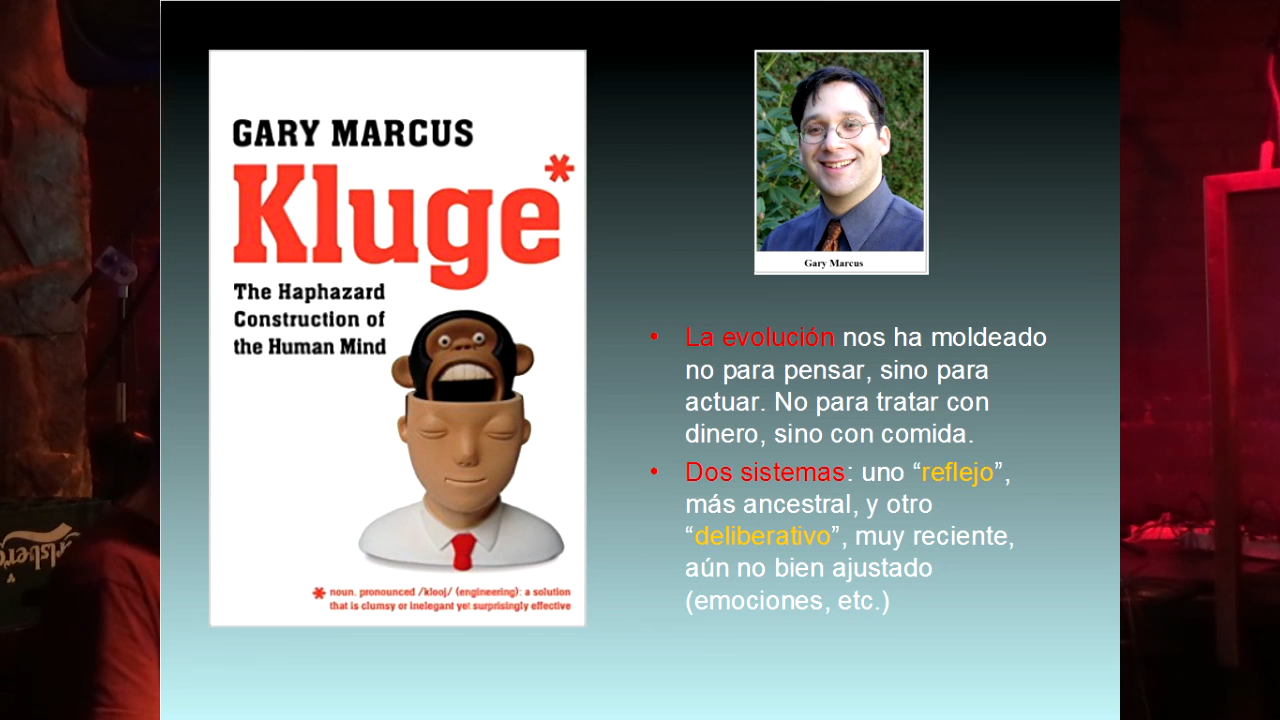 GARY MARCUS
Kluge*
The Haphazard
Construction of
the Human Mind
* noun. pronounced /klooj/ (engineering): a solution
that is clumsy or inelegant yet surprisingly effective
Gary Marcus
• La evolución nos ha moldeado
no para pensar, sino para
actuar. No para tratar con
dinero, sino con comida.
• Dos sistemas: uno “reflejo”,
más ancestral, y otro
“deliberativo”, muy reciente,
aún no bien ajustado
(emociones, etc.)